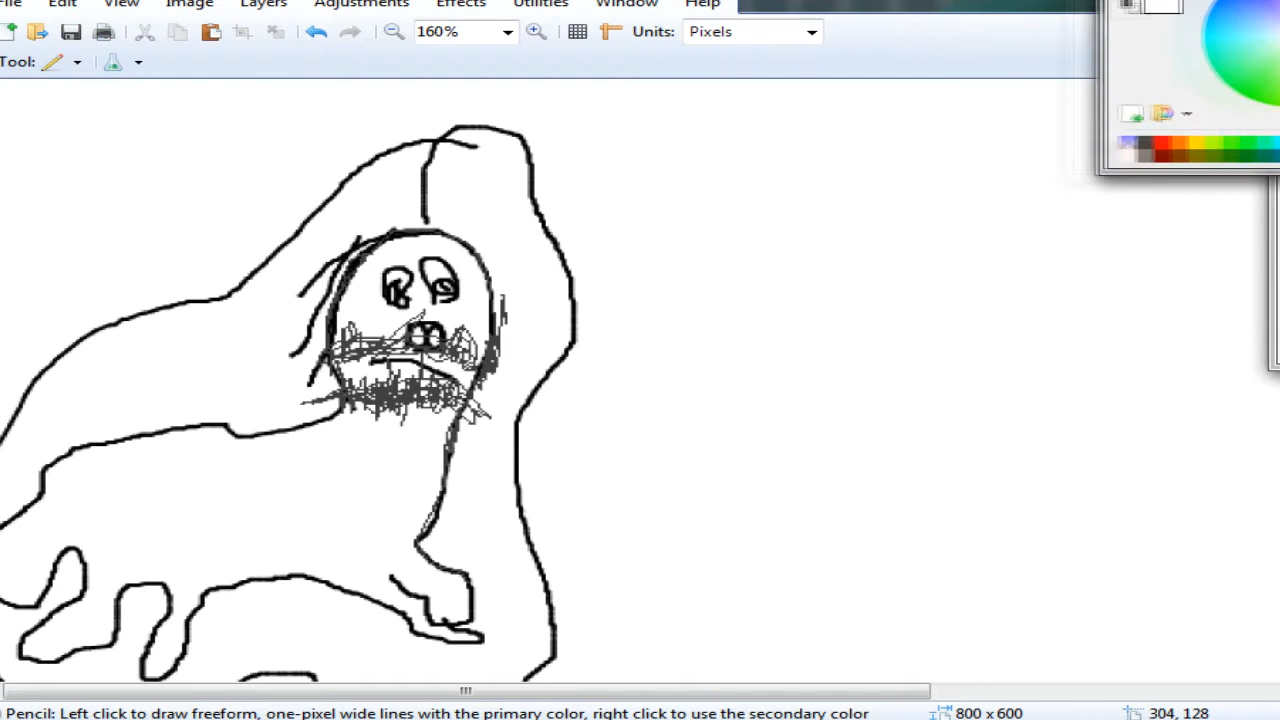 File Edit View Image Layers Adjustments Effects Utilities Window Help
160% Units: Pixels
Tool:
Pencil: Left click to draw freeform, one-pixel wide lines with the primary color, right click to use the secondary color 800 x 600 304, 128